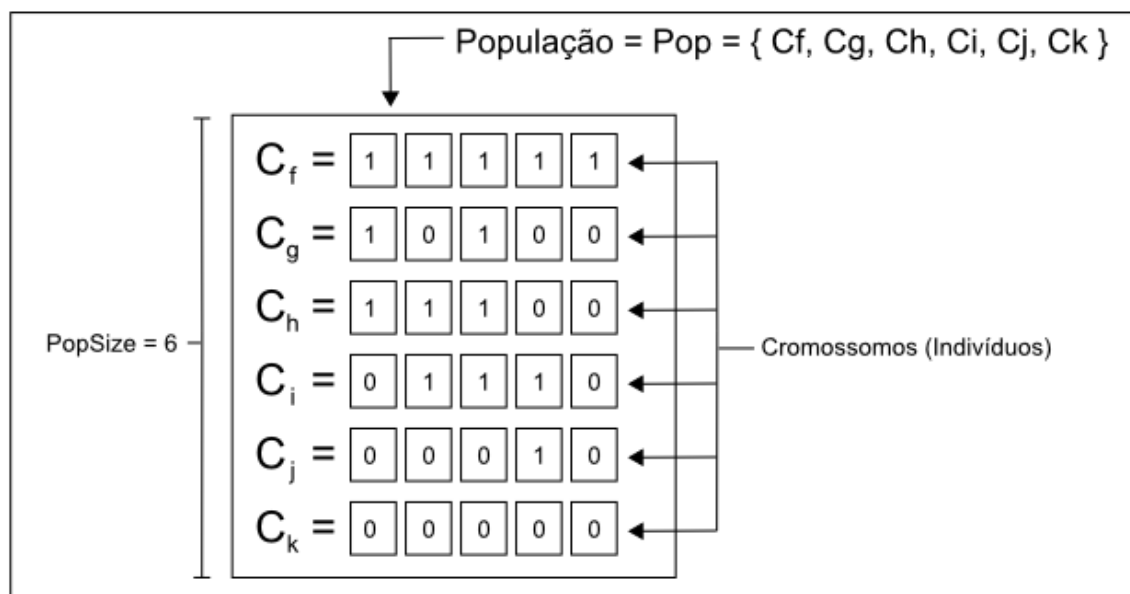 População = Pop = { Cf, Cg, Ch, Ci, Cj, Ck }
Cf = 1 1 1 1 1
Cg = 1 0 1 0 0
Ch = 1 1 1 0 0
PopSize = 6
Ci = 0 1 1 1 0
Cromossomos (Indivíduos)
Cj = 0 0 0 1 0
Ck = 0 0 0 0 0